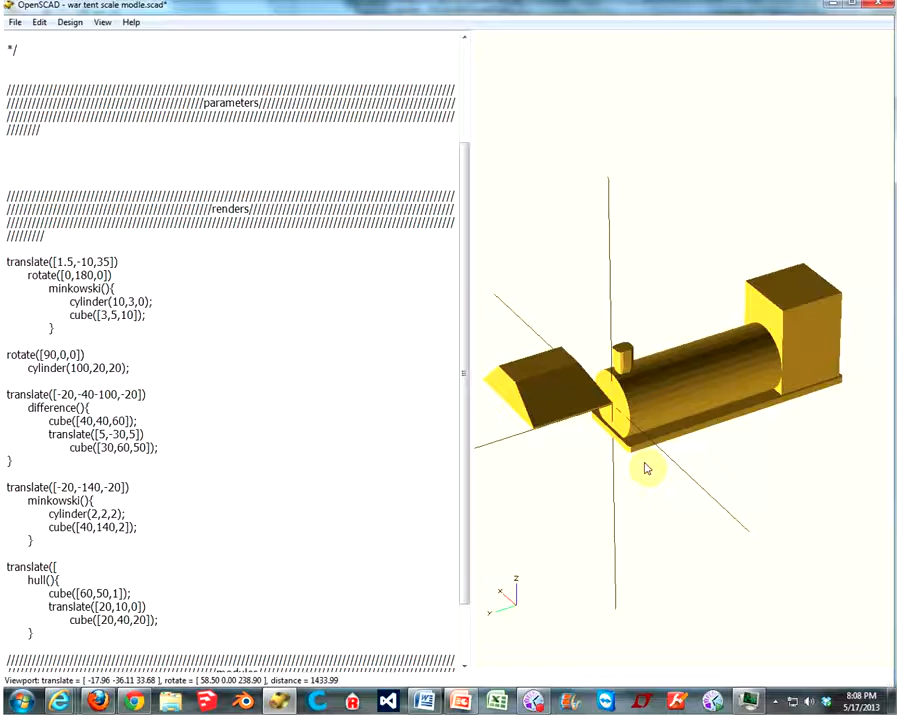 OpenSCAD - war tent scale modle.scad*
File Edit Design View Help
*/
////////////////////////////////////////////////////////////////////////////////////////////////////////
///////////////////////////////////////////////parameters//////////////////////////////////////////////
////////////////////////////////////////////////////////////////////////////////////////////////////////
////////
////////////////////////////////////////////////////////////////////////////////////////////////////////
/////////////////////////////////////////////////renders////////////////////////////////////////////////
////////////////////////////////////////////////////////////////////////////////////////////////////////
/////////
translate([1.5,-10,35])
rotate([0,180,0])
minkowski(){
cylinder(10,3,0);
cube([3,5,10]);
}
rotate([90,0,0])
cylinder(100,20,20);
translate([-20,-40-100,-20])
difference(){
cube([40,40,60]);
translate([5,-30,5])
cube([30,60,50]);
}
translate([-20,-140,-20])
minkowski(){
cylinder(2,2,2);
cube([40,140,2]);
}
translate([
hull(){
cube([60,50,1]);
translate([20,10,0])
cube([20,40,20]);
}
////////////////////////////////////////////////////////////////////////////////////////////////////////
Z
X
Y
Viewport: translate = [ -17.96 -36.11 33.68 ], rotate = [ 58.50 0.00 238.90 ], distance = 1433.99
8:08 PM
5/17/2013